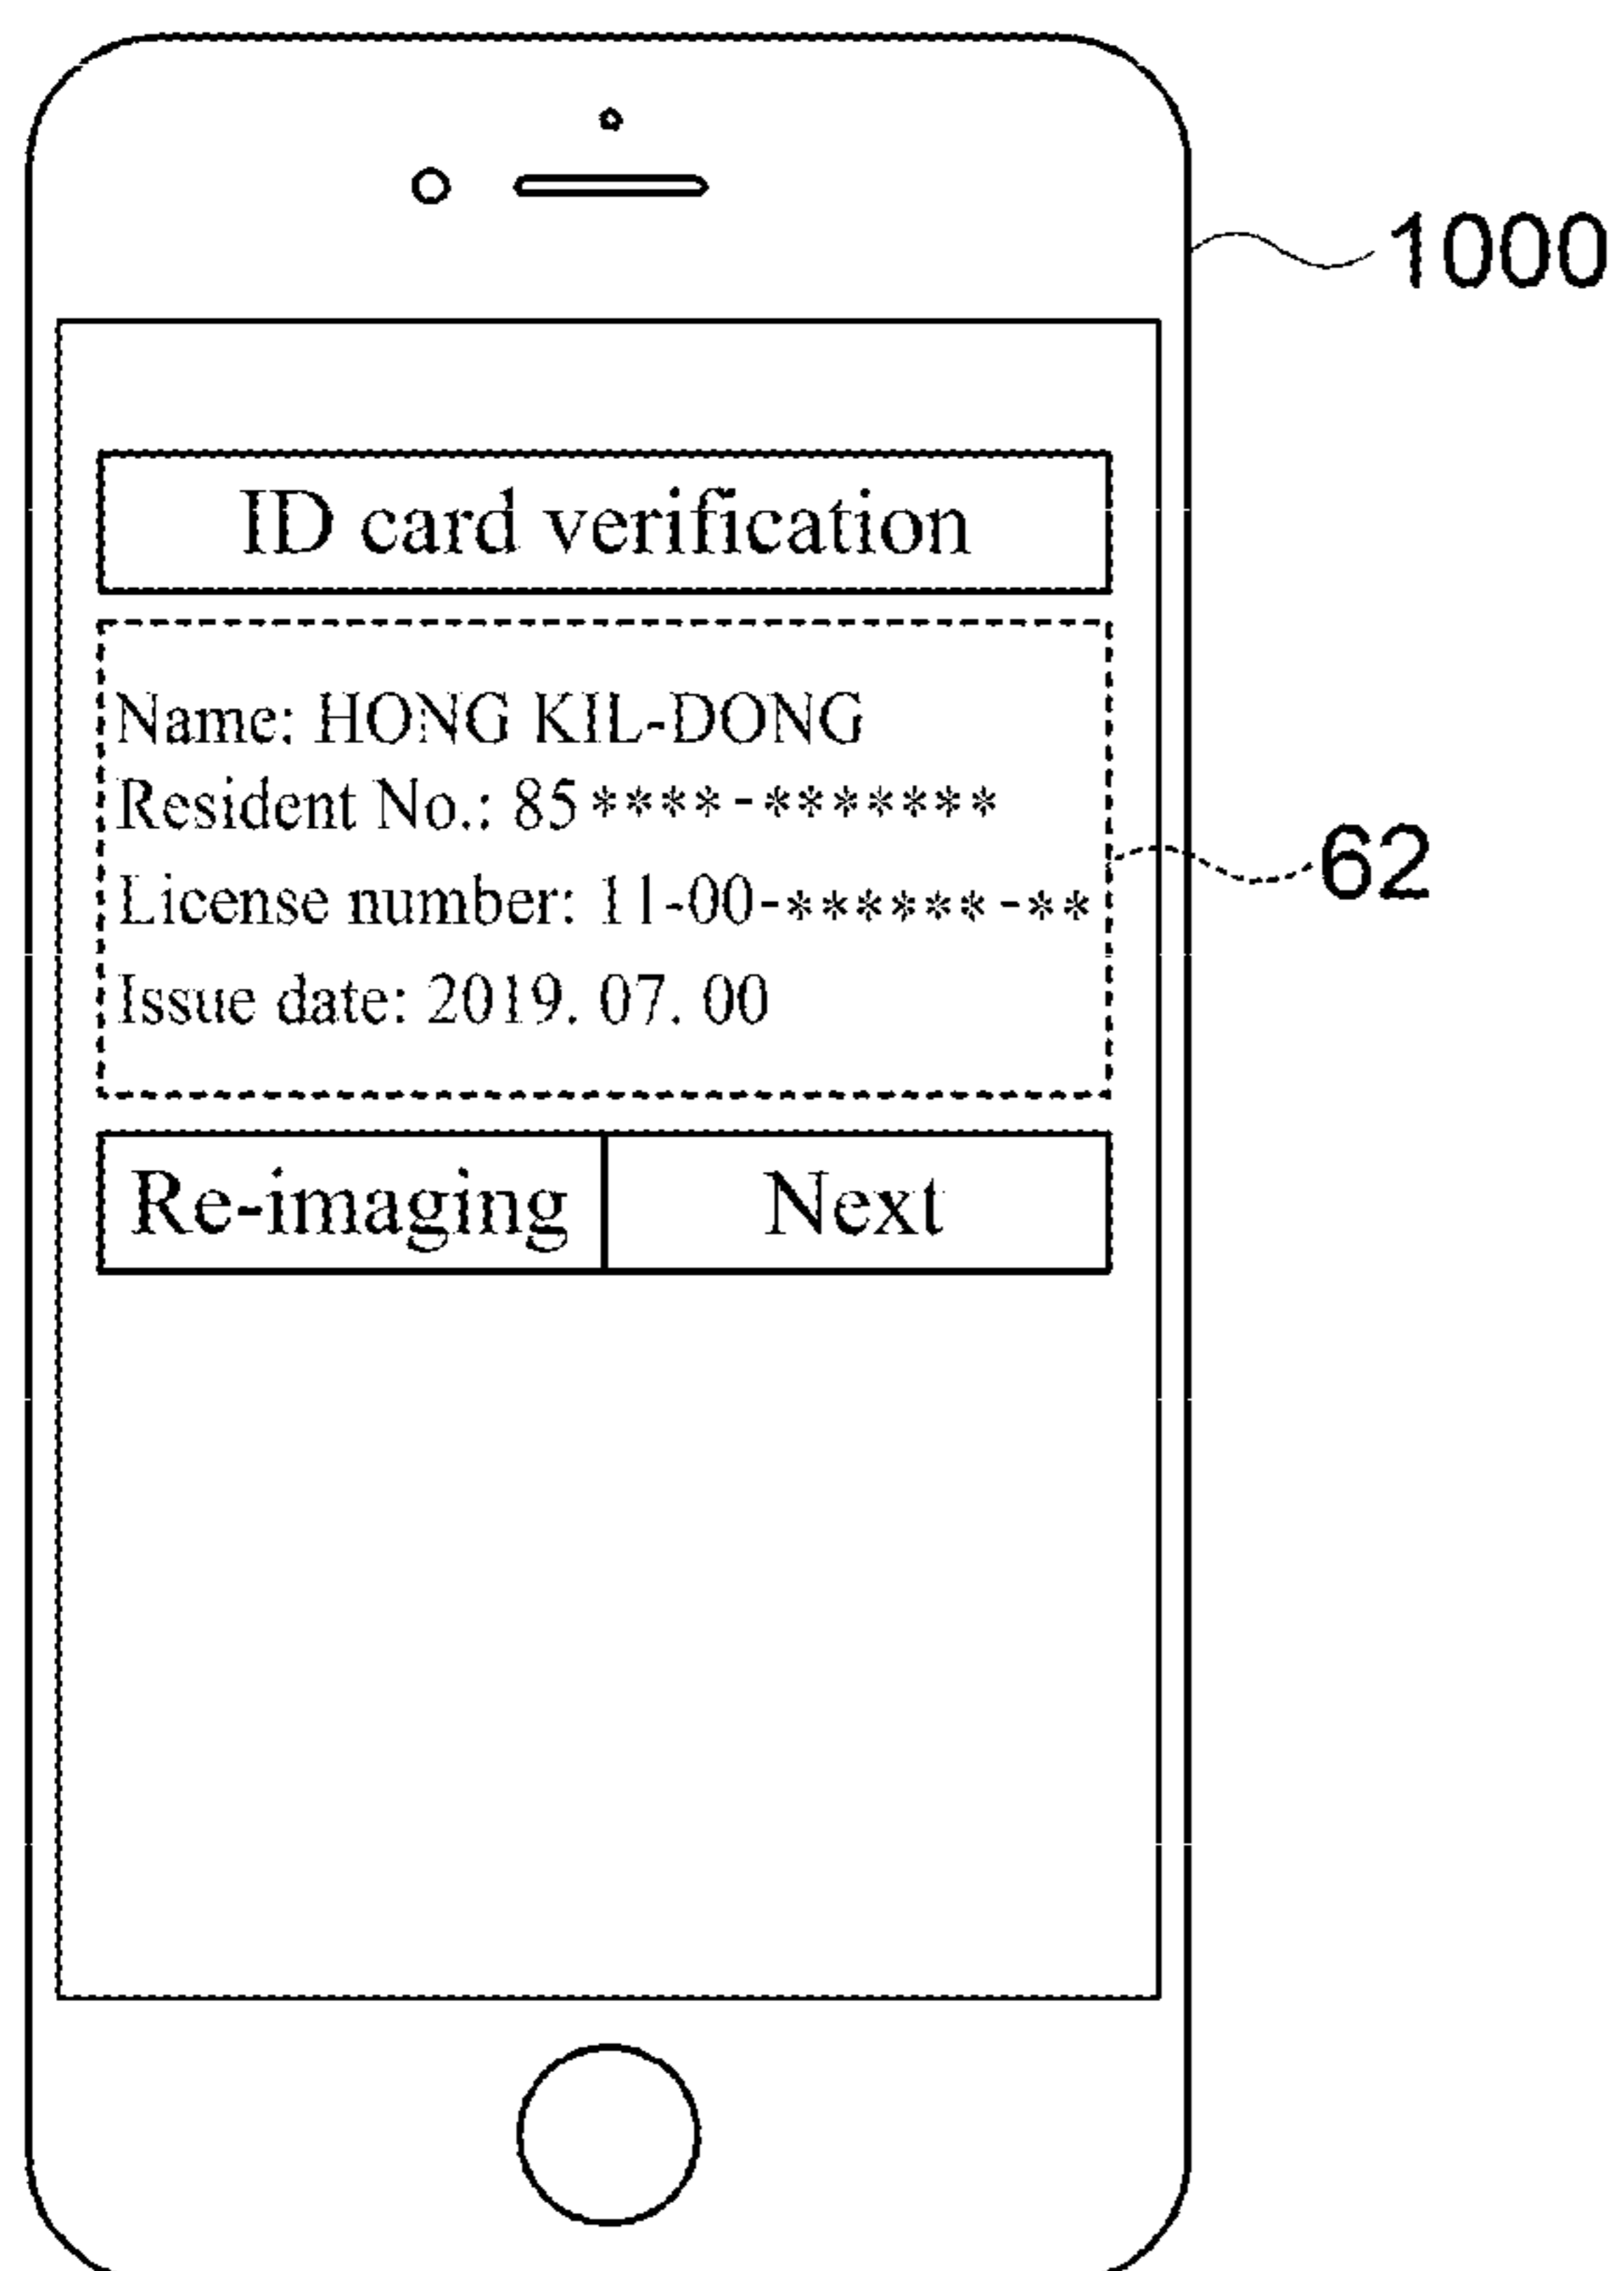 1000
ID card verification
Name: HONG KIL-DONG
Resident No.: 85****-*******
62
License number: 11-00-******-**
Issue date: 2019. 07. 00
Re-imaging
Next